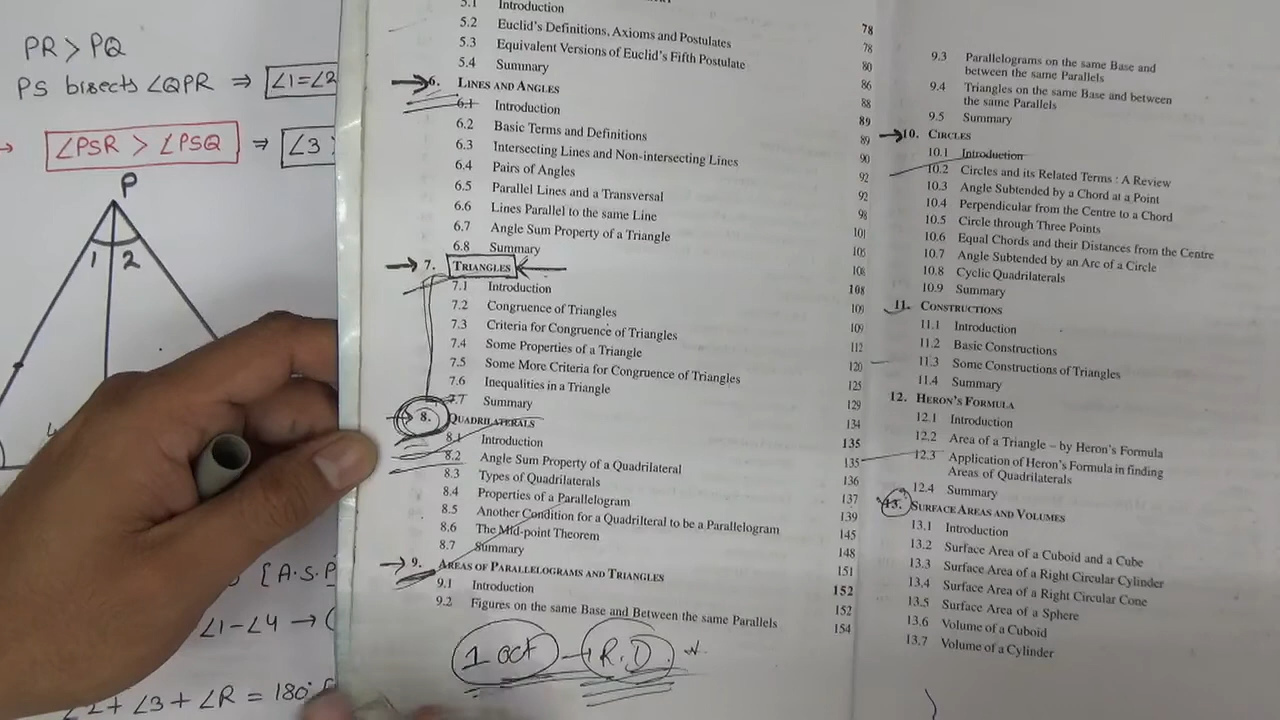 PR > PQ
PS bisects ∠QPR ⇒ ∠1=∠2
→ ∠PSR > ∠PSQ ⇒ ∠3
P
1 2
[A.S.P
∠1-∠4 → (
∠2+∠3+∠R = 180°
5.1 Introduction 78
5.2 Euclid's Definitions, Axioms and Postulates 78
5.3 Equivalent Versions of Euclid's Fifth Postulate 80
5.4 Summary 86
6. LINES AND ANGLES 88
6.1 Introduction 89
6.2 Basic Terms and Definitions 89
6.3 Intersecting Lines and Non-intersecting Lines 90
6.4 Pairs of Angles 92
6.5 Parallel Lines and a Transversal 92
6.6 Lines Parallel to the same Line 98
6.7 Angle Sum Property of a Triangle 101
6.8 Summary 106
7. TRIANGLES 108
7.1 Introduction 108
7.2 Congruence of Triangles 109
7.3 Criteria for Congruence of Triangles 109
7.4 Some Properties of a Triangle 112
7.5 Some More Criteria for Congruence of Triangles 120
7.6 Inequalities in a Triangle 125
7.7 Summary 129
8. QUADRILATERALS 134
8.1 Introduction 135
8.2 Angle Sum Property of a Quadrilateral 135
8.3 Types of Quadrilaterals 136
8.4 Properties of a Parallelogram 137
8.5 Another Condition for a Quadrilteral to be a Parallelogram 139
8.6 The Mid-point Theorem 145
8.7 Summary 148
9. AREAS OF PARALLELOGRAMS AND TRIANGLES 151
9.1 Introduction 152
9.2 Figures on the same Base and Between the same Parallels 152
154
1 Oct → R.D
9.3 Parallelograms on the same Base and
between the same Parallels
9.4 Triangles on the same Base and between
the same Parallels
9.5 Summary
10. CIRCLES
10.1 Introduction
10.2 Circles and its Related Terms : A Review
10.3 Angle Subtended by a Chord at a Point
10.4 Perpendicular from the Centre to a Chord
10.5 Circle through Three Points
10.6 Equal Chords and their Distances from the Centre
10.7 Angle Subtended by an Arc of a Circle
10.8 Cyclic Quadrilaterals
10.9 Summary
11. CONSTRUCTIONS
11.1 Introduction
11.2 Basic Constructions
11.3 Some Constructions of Triangles
11.4 Summary
12. HERON'S FORMULA
12.1 Introduction
12.2 Area of a Triangle – by Heron's Formula
12.3 Application of Heron's Formula in finding
Areas of Quadrilaterals
12.4 Summary
13. SURFACE AREAS AND VOLUMES
13.1 Introduction
13.2 Surface Area of a Cuboid and a Cube
13.3 Surface Area of a Right Circular Cylinder
13.4 Surface Area of a Right Circular Cone
13.5 Surface Area of a Sphere
13.6 Volume of a Cuboid
13.7 Volume of a Cylinder